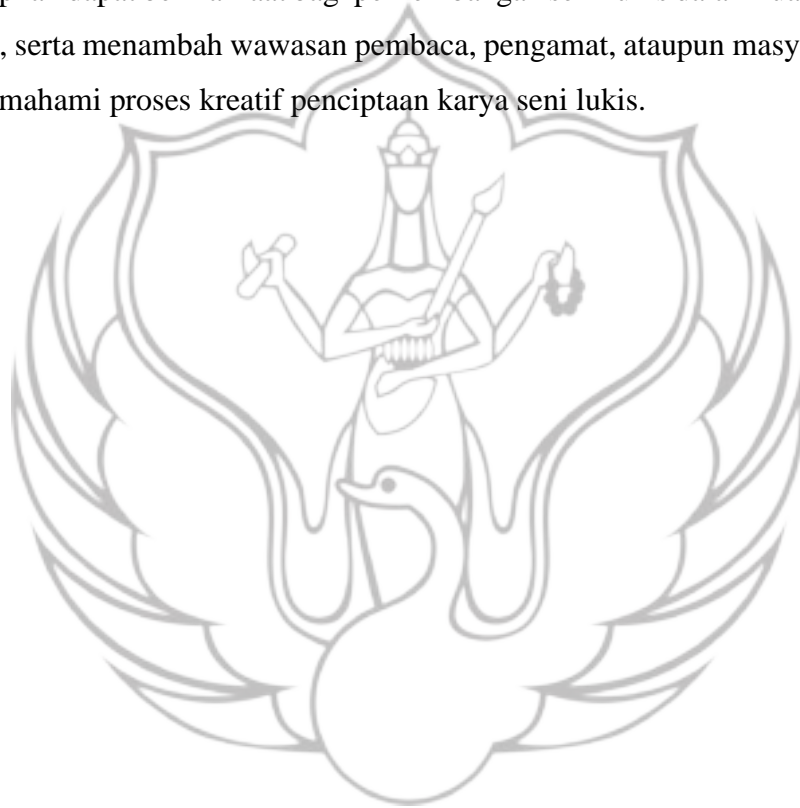 , serta menambah wawasan pembaca, pengamat, ataupun masy
mahami proses kreatif penciptaan karya seni lukis.